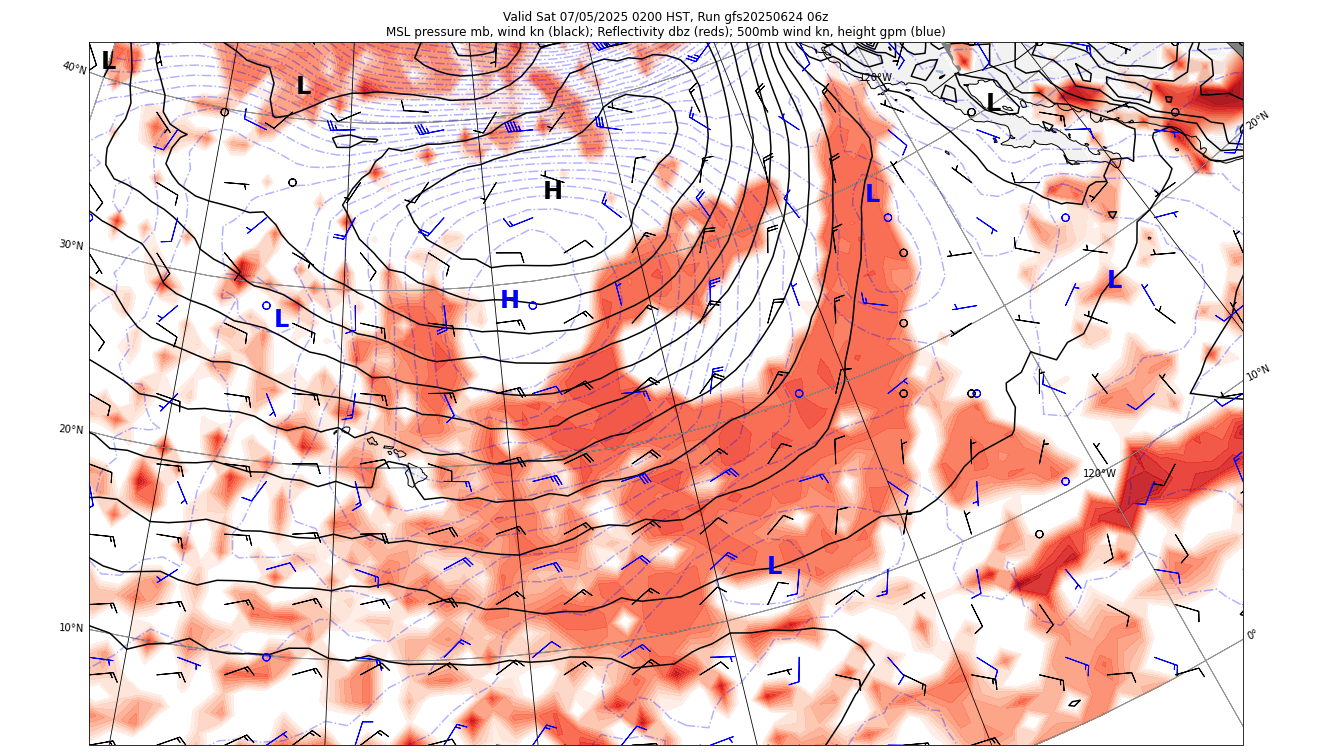 Valid Sat 07/05/2025 0200 HST, Run gfs20250624 06z
MSL pressure mb, wind kn (black); Reflectivity dbz (reds); 500mb wind kn, height gpm (blue)
L
40°N
120°W
L
L
20°N
H
L
30°N
H
L
L
10°N
20°N
120°W
L
10°N
0°